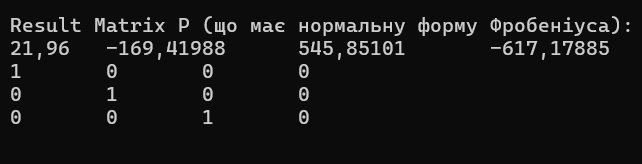 Result Matrix P (що має нормальну форму Фробеніуса):
21,96 -169,41988 545,85101 -617,17885
1 0 0 0
0 1 0 0
0 0 1 0